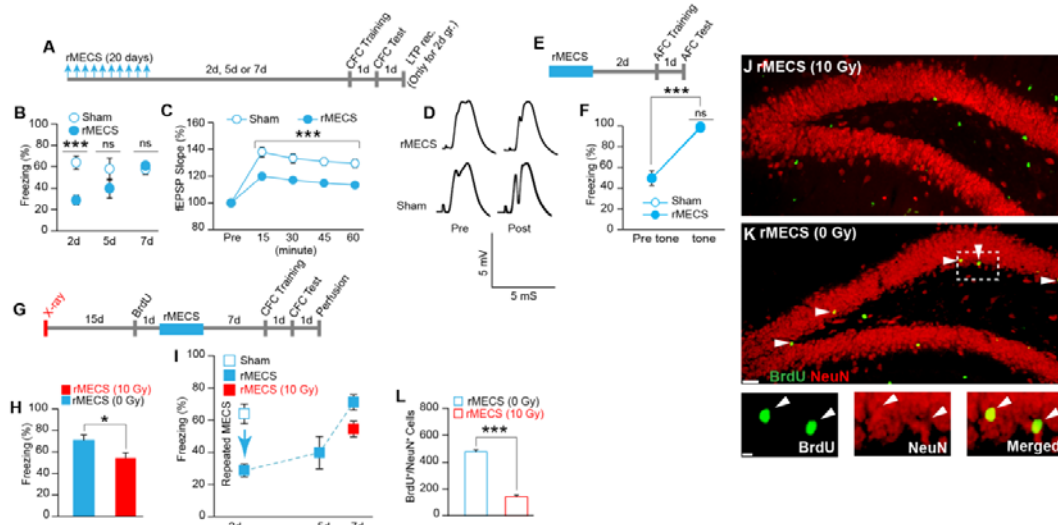 A
rMECS (20 days)
2d, 5d or 7d
CFC Training
1d
CFC Test
1d
LTP rec.
(Only for 2d gr.)
B
Sham
rMECS
Freezing (%)
100
80
60
40
20
0
*** ns ns
2d 5d 7d
C
Sham rMECS
***
fEPSP Slope (%)
160
140
120
100
80
Pre 15 30 45 60
(minute)
D
rMECS
Sham
Pre Post
5 mV
5 mS
E
rMECS
2d
AFC Training
1d
AFC Test
F
***
ns
Freezing (%)
100
80
60
40
20
0
Sham
rMECS
Pre tone tone
G
X-ray
15d
BrdU
1d
rMECS
7d
CFC Training
1d
CFC Test
1d
Perfusion
H
rMECS (10 Gy)
rMECS (0 Gy)
Freezing (%)
100
80
60
40
20
0
*
I
Sham
rMECS
rMECS (10 Gy)
Freezing (%)
100
80
60
40
20
0
Repeated MECS
2d 5d 7d
L
rMECS (0 Gy)
rMECS (10 Gy)
***
BrdU+/NeuN+ Cells
800
600
400
200
0
J rMECS (10 Gy)
K rMECS (0 Gy)
BrdU NeuN
BrdU
NeuN
Merged